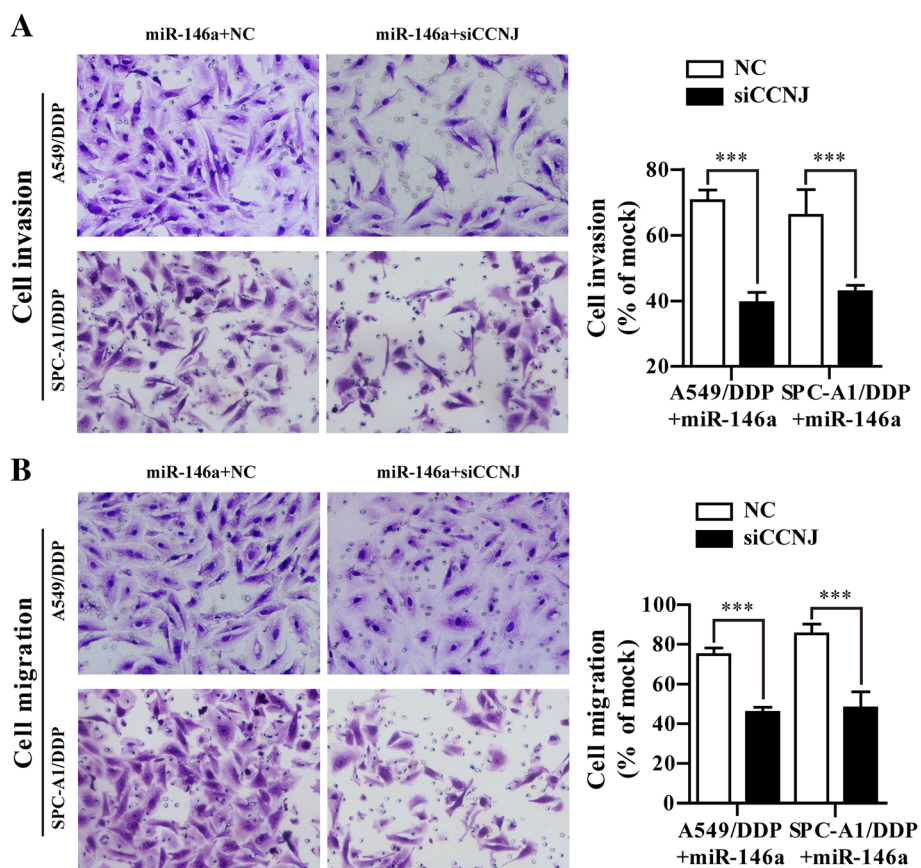 A
miR-146a+NC
miR-146a+siCCNJ
Cell invasion
A549/DDP
SPC-A1/DDP
NC
siCCNJ
Cell invasion
(% of mock)
80
60
40
20
***
***
A549/DDP
+miR-146a
SPC-A1/DDP
+miR-146a
B
miR-146a+NC
miR-146a+siCCNJ
Cell migration
A549/DDP
SPC-A1/DDP
NC
siCCNJ
Cell migration
(% of mock)
100
80
60
40
20
0
***
***
A549/DDP
+miR-146a
SPC-A1/DDP
+miR-146a